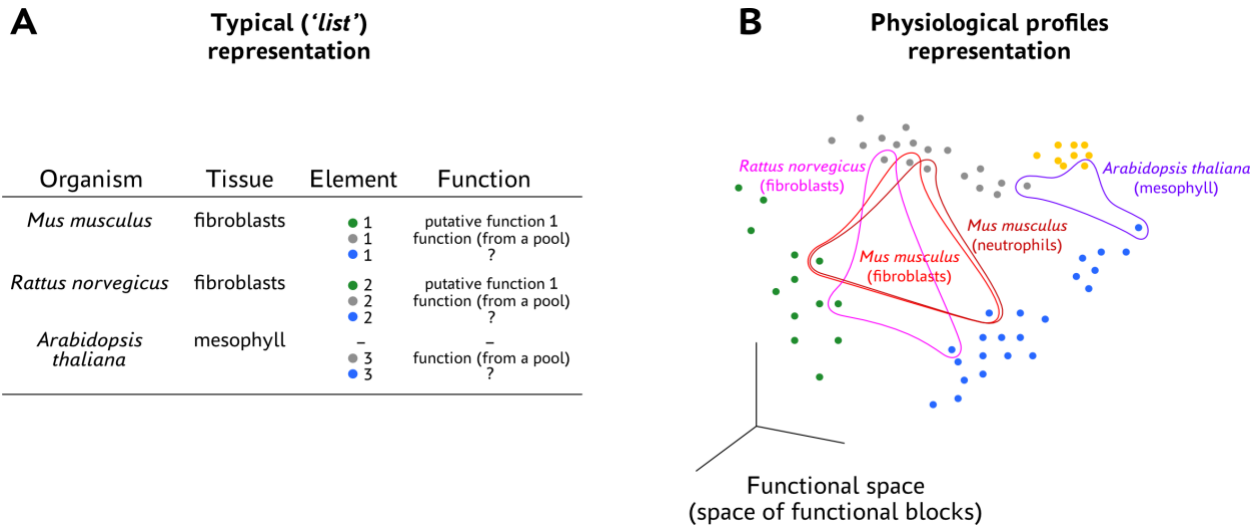 A
Typical (‘list’)
representation
Organism Tissue Element Function
Mus musculus fibroblasts 1 putative function 1
1 function (from a pool)
1 ?
Rattus norvegicus fibroblasts 2 putative function 1
2 function (from a pool)
2 ?
Arabidopsis mesophyll – –
thaliana 3 function (from a pool)
3 ?
B
Physiological profiles
representation
Rattus norvegicus
(fibroblasts)
Arabidopsis thaliana
(mesophyll)
Mus musculus
(neutrophils)
Mus musculus
(fibroblasts)
Functional space
(space of functional blocks)